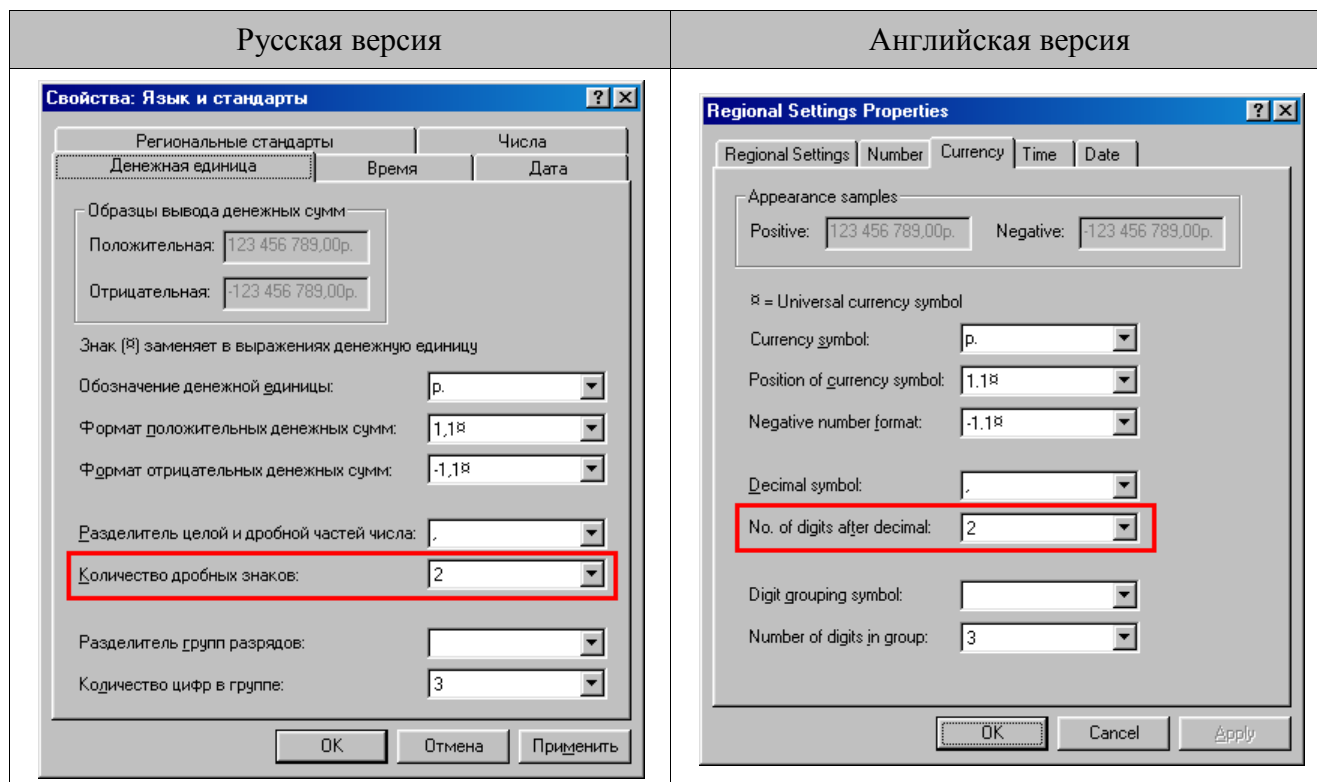 Русская версия
Английская версия
Свойства: Язык и стандарты
Региональные стандарты Числа
Денежная единица Время Дата
Образцы вывода денежных сумм
Положительная: 123 456 789,00р.
Отрицательная: -123 456 789,00р.
Знак (¤) заменяет в выражениях денежную единицу
Обозначение денежной единицы: р.
Формат положительных денежных сумм: 1,1¤
Формат отрицательных денежных сумм: -1,1¤
Разделитель целой и дробной частей числа: ,
Количество дробных знаков: 2
Разделитель групп разрядов:
Количество цифр в группе: 3
OK Отмена Применить
Regional Settings Properties
Regional Settings Number Currency Time Date
Appearance samples
Positive: 123 456 789,00р. Negative: -123 456 789,00р.
¤ = Universal currency symbol
Currency symbol: р.
Position of currency symbol: 1.1¤
Negative number format: -1.1¤
Decimal symbol: ,
No. of digits after decimal: 2
Digit grouping symbol:
Number of digits in group: 3
OK Cancel Apply